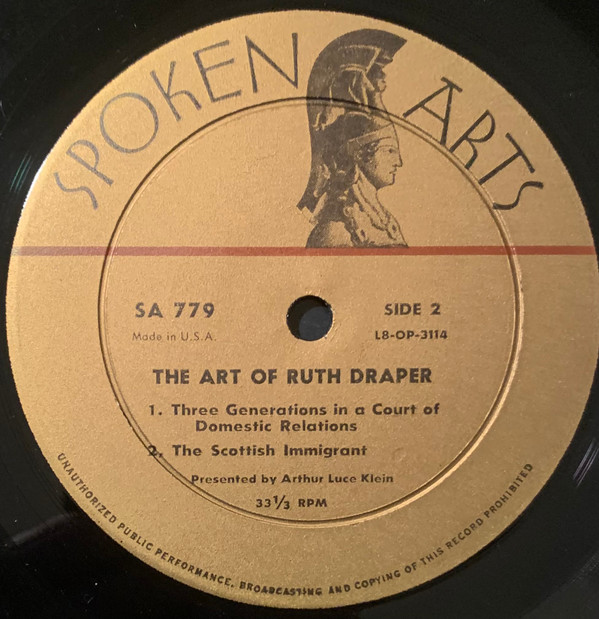 SPOKEN ARTS
SA 779
SIDE 2
Made in U.S.A.
L8-OP-3114
THE ART OF RUTH DRAPER
1. Three Generations in a Court of
Domestic Relations
2. The Scottish Immigrant
Presented by Arthur Luce Klein
33⅓ RPM
UNAUTHORIZED PUBLIC PERFORMANCE, BROADCASTING AND COPYING OF THIS RECORD PROHIBITED